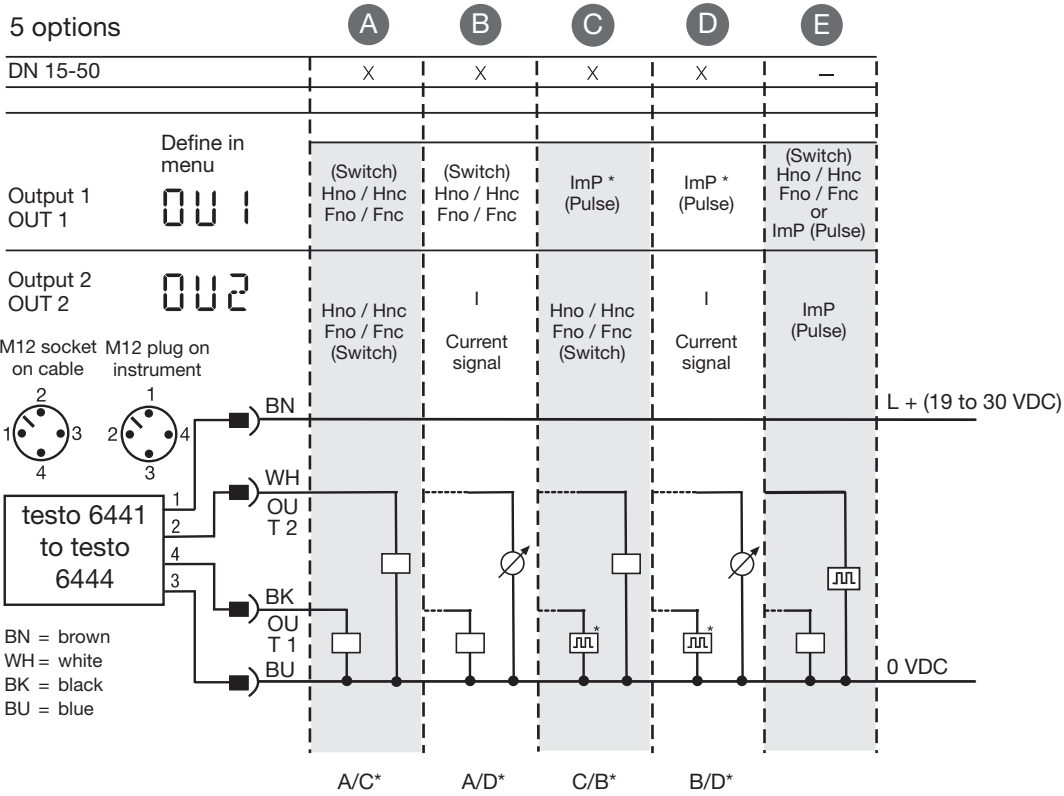 5 options
A B C D E
DN 15-50 X X X X –
Define in
menu
Output 1
OUT 1
OU1
(Switch)
Hno / Hnc
Fno / Fnc
(Switch)
Hno / Hnc
Fno / Fnc
ImP *
(Pulse)
ImP *
(Pulse)
(Switch)
Hno / Hnc
Fno / Fnc
or
ImP (Pulse)
Output 2
OUT 2
OU2
Hno / Hnc
Fno / Fnc
(Switch)
I
Current
signal
Hno / Hnc
Fno / Fnc
(Switch)
I
Current
signal
ImP
(Pulse)
M12 socket
on cable
2
1 3
4
M12 plug on
instrument
1
2 4
3
BN
L + (19 to 30 VDC)
WH
OU
T 2
testo 6441
to testo
6444
1
2
4
3
BK
OU
T 1
*
*
BU
0 VDC
BN = brown
WH = white
BK = black
BU = blue
A/C* A/D* C/B* B/D*